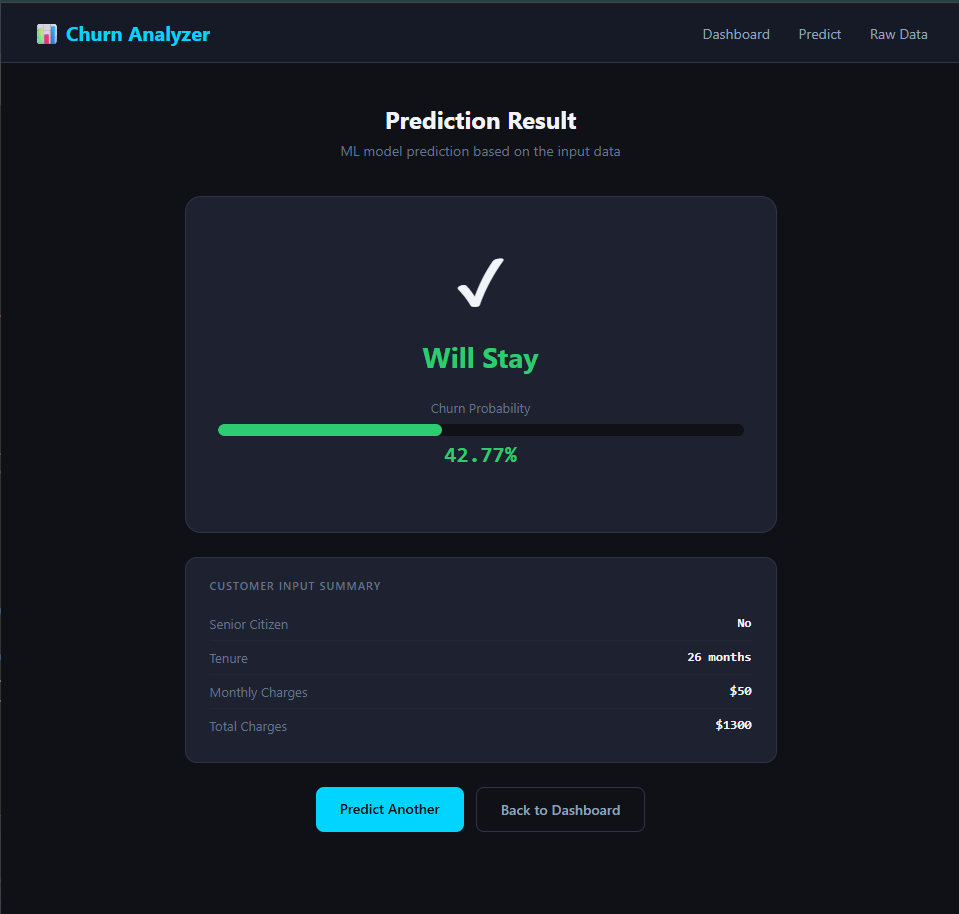 Churn Analyzer
Dashboard Predict Raw Data
Prediction Result
ML model prediction based on the input data
Will Stay
Churn Probability
42.77%
CUSTOMER INPUT SUMMARY
Senior Citizen No
Tenure 26 months
Monthly Charges $50
Total Charges $1300
Predict Another Back to Dashboard